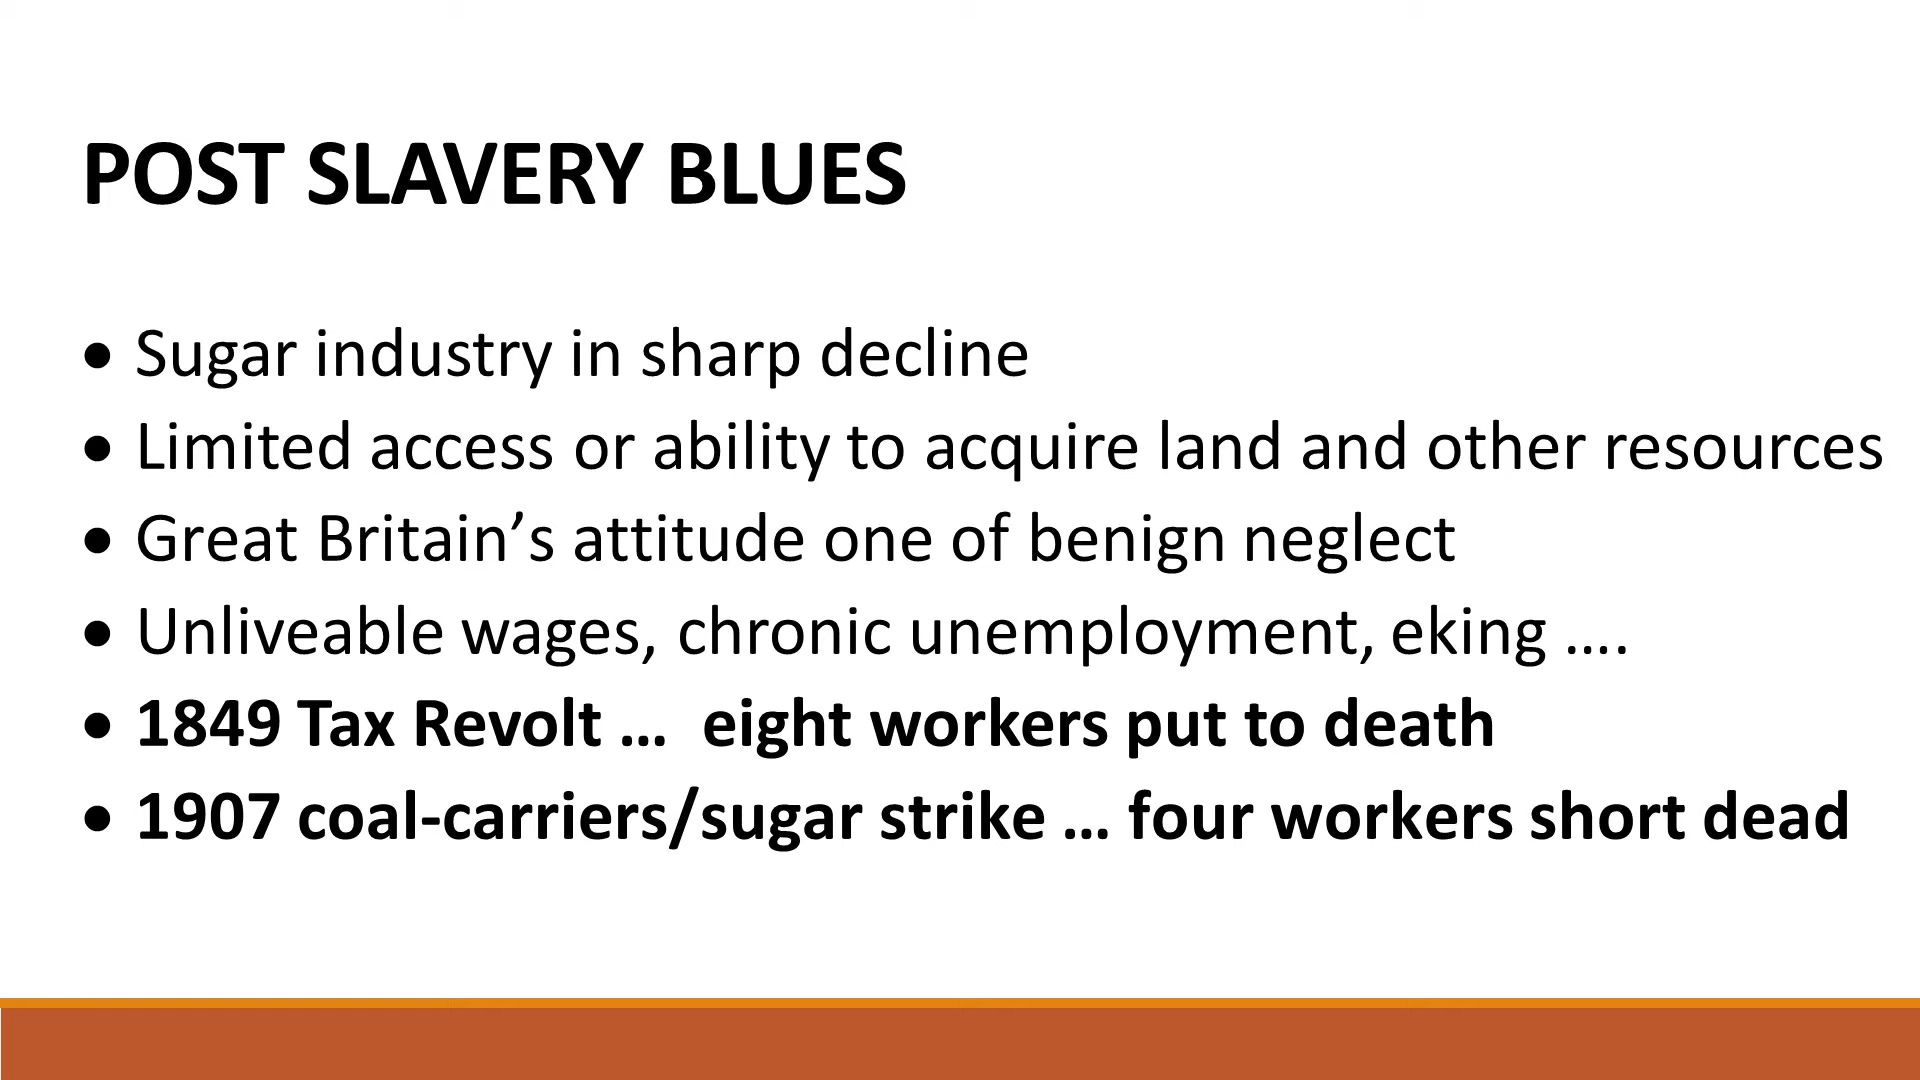 POST SLAVERY BLUES
• Sugar industry in sharp decline
• Limited access or ability to acquire land and other resources
• Great Britain’s attitude one of benign neglect
• Unliveable wages, chronic unemployment, eking ….
• 1849 Tax Revolt …  eight workers put to death
• 1907 coal-carriers/sugar strike … four workers short dead